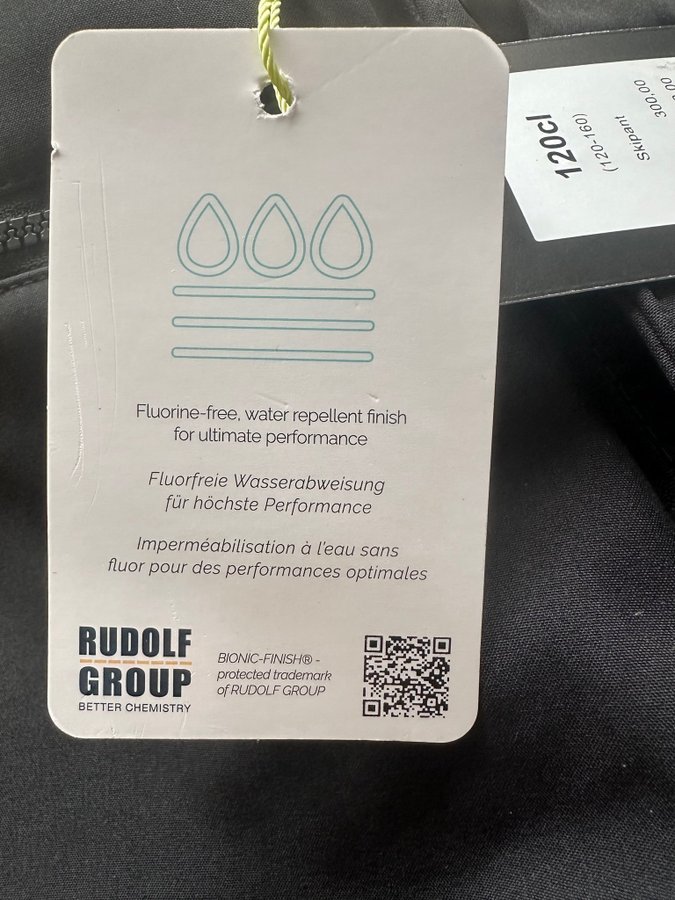 Fluorine-free, water repellent finish
for ultimate performance
Fluorfreie Wasserabweisung
für höchste Performance
Imperméabilisation à l'eau sans
fluor pour des performances optimales
RUDOLF
GROUP
BETTER CHEMISTRY
BIONIC-FINISH® -
protected trademark
of RUDOLF GROUP
120cl
(120-160)
Skipant
300,00